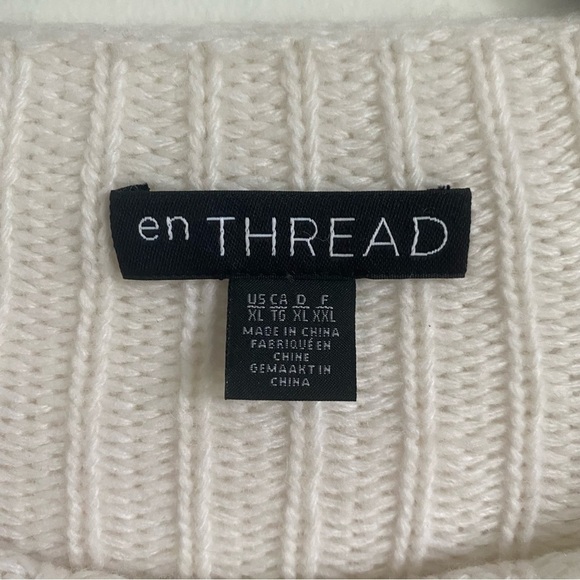 en THREAD
US CA D F
XL TG XL XXL
MADE IN CHINA
FABRIQUÉ EN
CHINE
GEMAAKT IN
CHINA